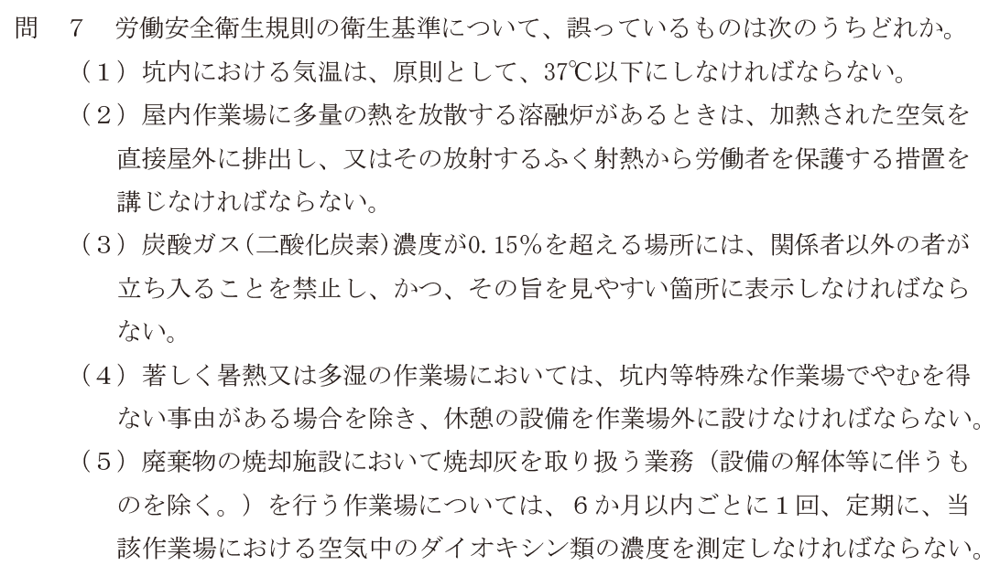 問　７　労働安全衛生規則の衛生基準について、誤っているものは次のうちどれか。
（１）坑内における気温は、原則として、37℃以下にしなければならない。
（２）屋内作業場に多量の熱を放散する溶融炉があるときは、加熱された空気を
直接屋外に排出し、又はその放射するふく射熱から労働者を保護する措置を
講じなければならない。
（３）炭酸ガス(二酸化炭素)濃度が0.15％を超える場所には、関係者以外の者が
立ち入ることを禁止し、かつ、その旨を見やすい箇所に表示しなければなら
ない。
（４）著しく暑熱又は多湿の作業場においては、坑内等特殊な作業場でやむを得
ない事由がある場合を除き、休憩の設備を作業場外に設けなければならない。
（５）廃棄物の焼却施設において焼却灰を取り扱う業務（設備の解体等に伴うも
のを除く。）を行う作業場については、６か月以内ごとに１回、定期に、当
該作業場における空気中のダイオキシン類の濃度を測定しなければならない。